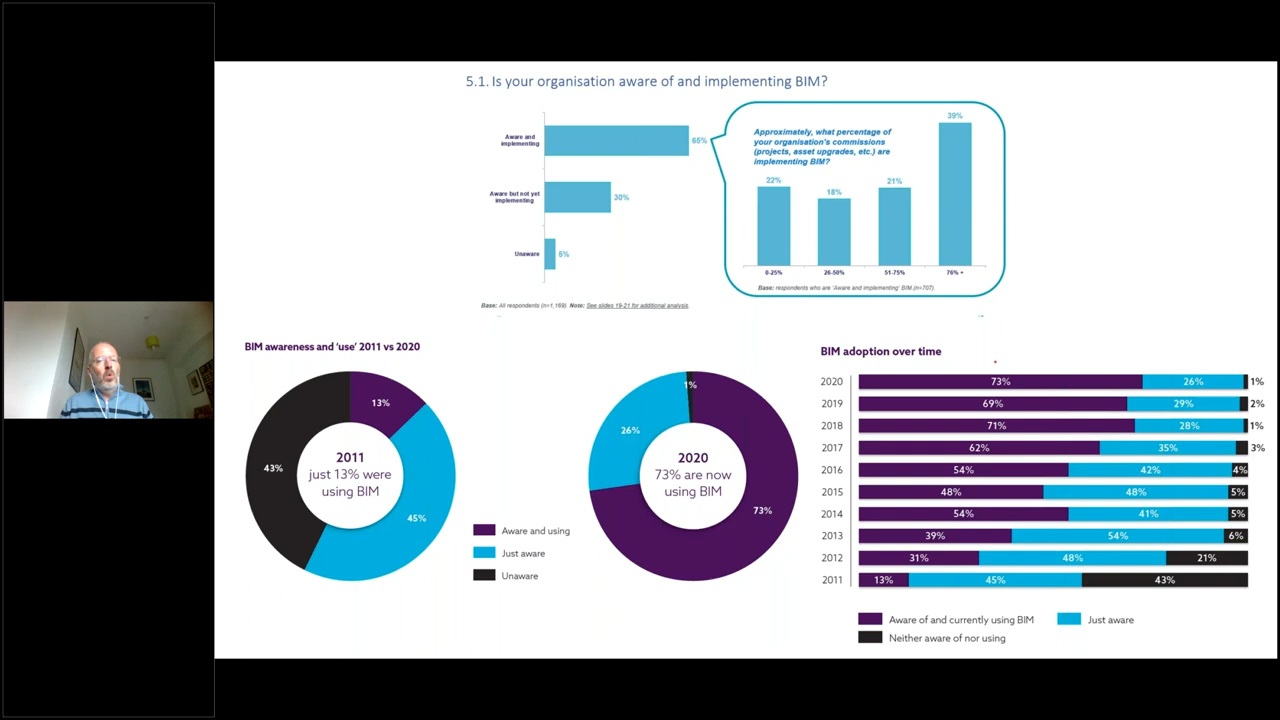 5.1. Is your organisation aware of and implementing BIM?
Aware and
implementing
65%
Aware but not yet
implementing
30%
Unaware
5%
Base: All respondents (n=1,169) Note: See slides 19-21 for additional analysis.
Approximately, what percentage of
your organisation's commissions
(projects, asset upgrades, etc.) are
implementing BIM?
22%
18%
21%
39%
0-25%
26-50%
51-75%
76% +
Base: respondents who are 'Aware and implementing' BIM (n=707)
BIM awareness and ‘use’ 2011 vs 2020
13%
43%
45%
2011
just 13% were
using BIM
Aware and using
Just aware
Unaware
1%
26%
73%
2020
73% are now
using BIM
BIM adoption over time
2020 73% 26% 1%
2019 69% 29% 2%
2018 71% 28% 1%
2017 62% 35% 3%
2016 54% 42% 4%
2015 48% 48% 5%
2014 54% 41% 5%
2013 39% 54% 6%
2012 31% 48% 21%
2011 13% 45% 43%
Aware of and currently using BIM
Just aware
Neither aware of nor using